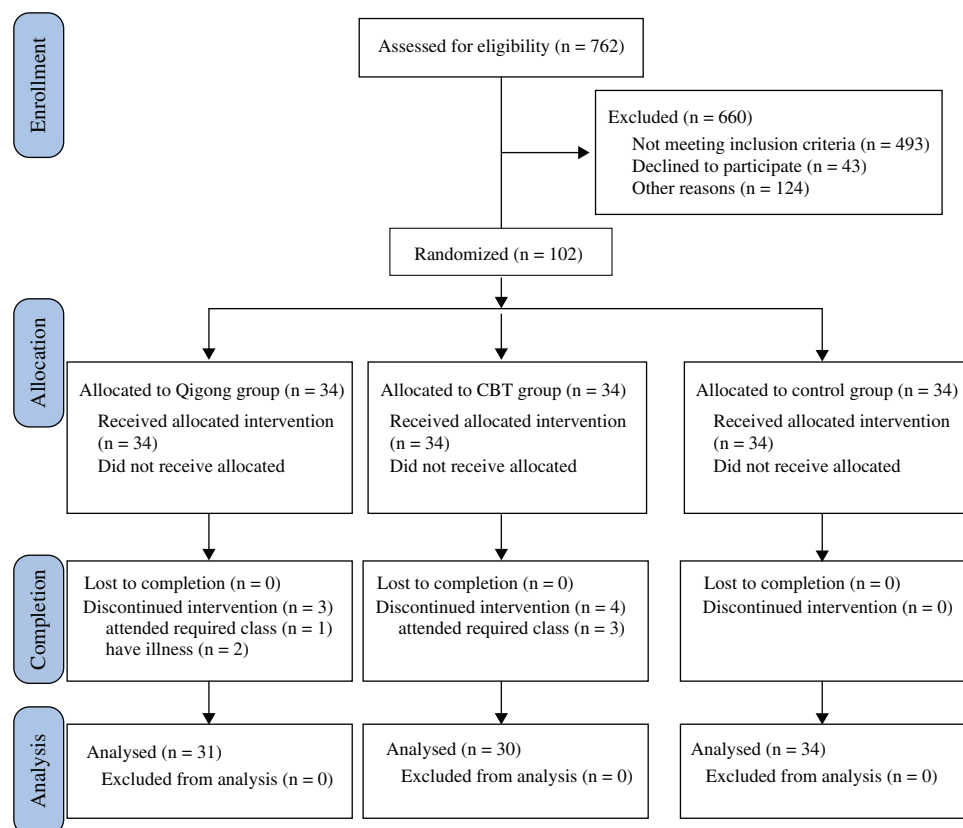 Enrollment
Assessed for eligibility (n = 762)
Excluded (n = 660)
Not meeting inclusion criteria (n = 493)
Declined to participate (n = 43)
Other reasons (n = 124)
Randomized (n = 102)
Allocation
Allocated to Qigong group (n = 34)
Received allocated intervention
(n = 34)
Did not receive allocated
Allocated to CBT group (n = 34)
Received allocated intervention
(n = 34)
Did not receive allocated
Allocated to control group (n = 34)
Received allocated intervention
(n = 34)
Did not receive allocated
Completion
Lost to completion (n = 0)
Discontinued intervention (n = 3)
attended required class (n = 1)
have illness (n = 2)
Lost to completion (n = 0)
Discontinued intervention (n = 4)
attended required class (n = 3)
Lost to completion (n = 0)
Discontinued intervention (n = 0)
Analysis
Analysed (n = 31)
Excluded from analysis (n = 0)
Analysed (n = 30)
Excluded from analysis (n = 0)
Analysed (n = 34)
Excluded from analysis (n = 0)